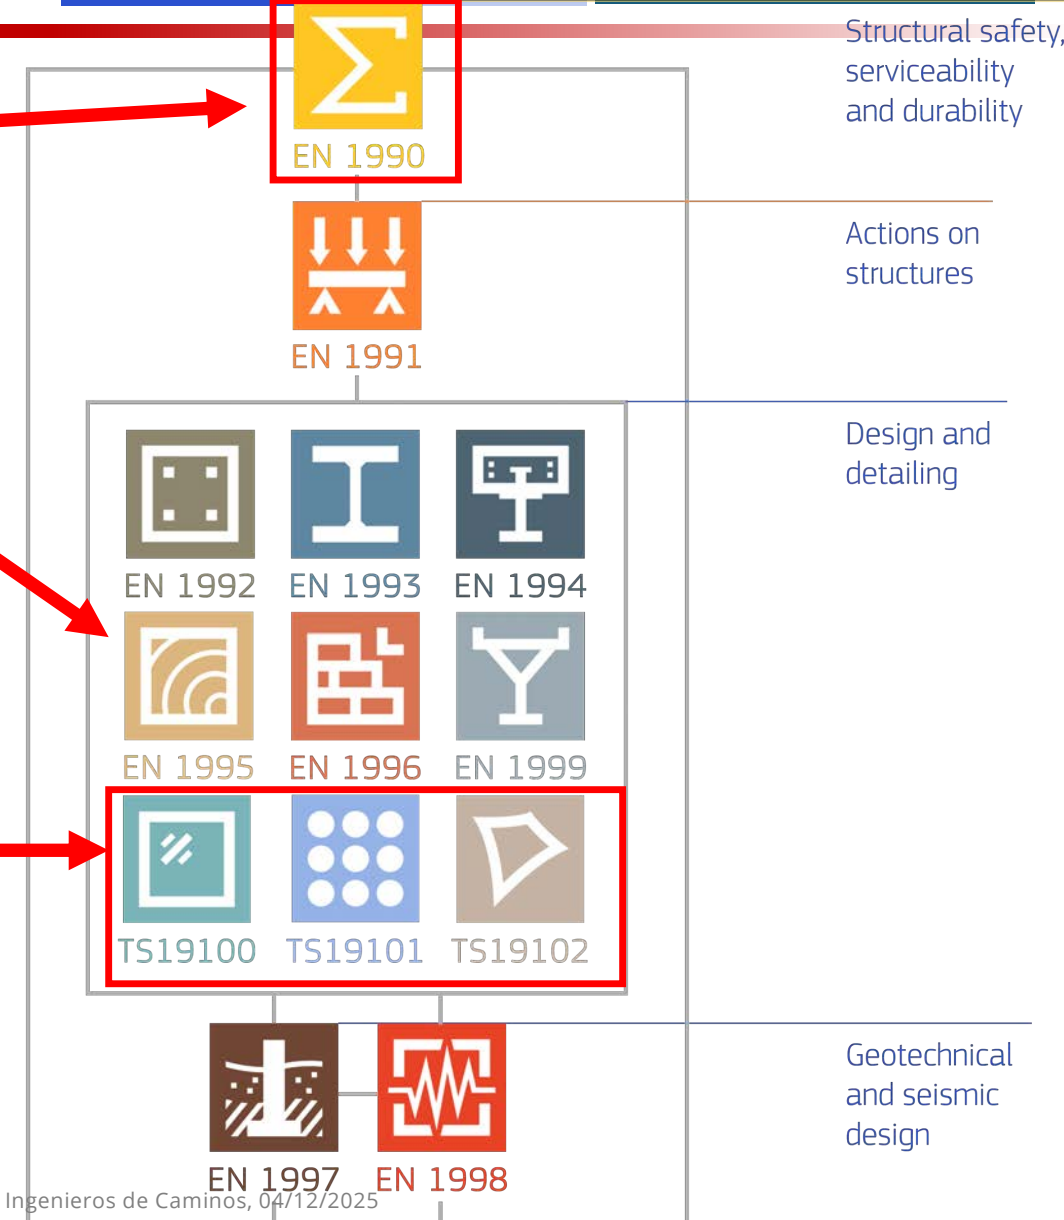 Structural safety,
serviceability
and durability
EN 1990
Actions on
structures
EN 1991
Design and
detailing
EN 1992 EN 1993 EN 1994
EN 1995 EN 1996 EN 1999
TS19100 TS19101 TS19102
Geotechnical
and seismic
design
EN 1997 EN 1998
Ingenieros de Caminos, 04/12/2025